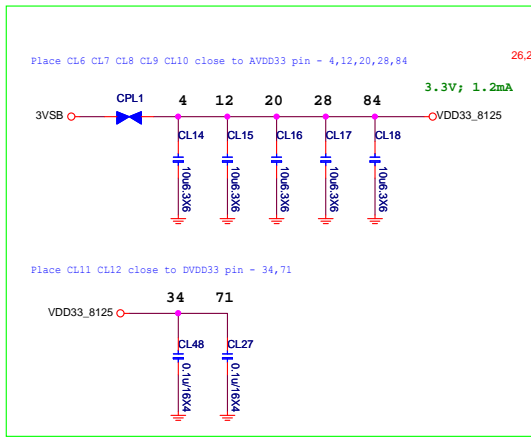 Place CL6 CL7 CL8 CL9 CL10 close to AVDD33 pin - 4,12,20,28,84
26,2
3.3V; 1.2mA
CPL1 4 12 20 28 84
3VSB VDD33_8125
CL14 CL15 CL16 CL17 CL18
10u6.3X6 10u6.3X6 10u6.3X6 10u6.3X6 10u6.3X6
Place CL11 CL12 close to DVDD33 pin - 34,71
34 71
VDD33_8125
CL48 CL27
0.1u/16X4 0.1u/16X4